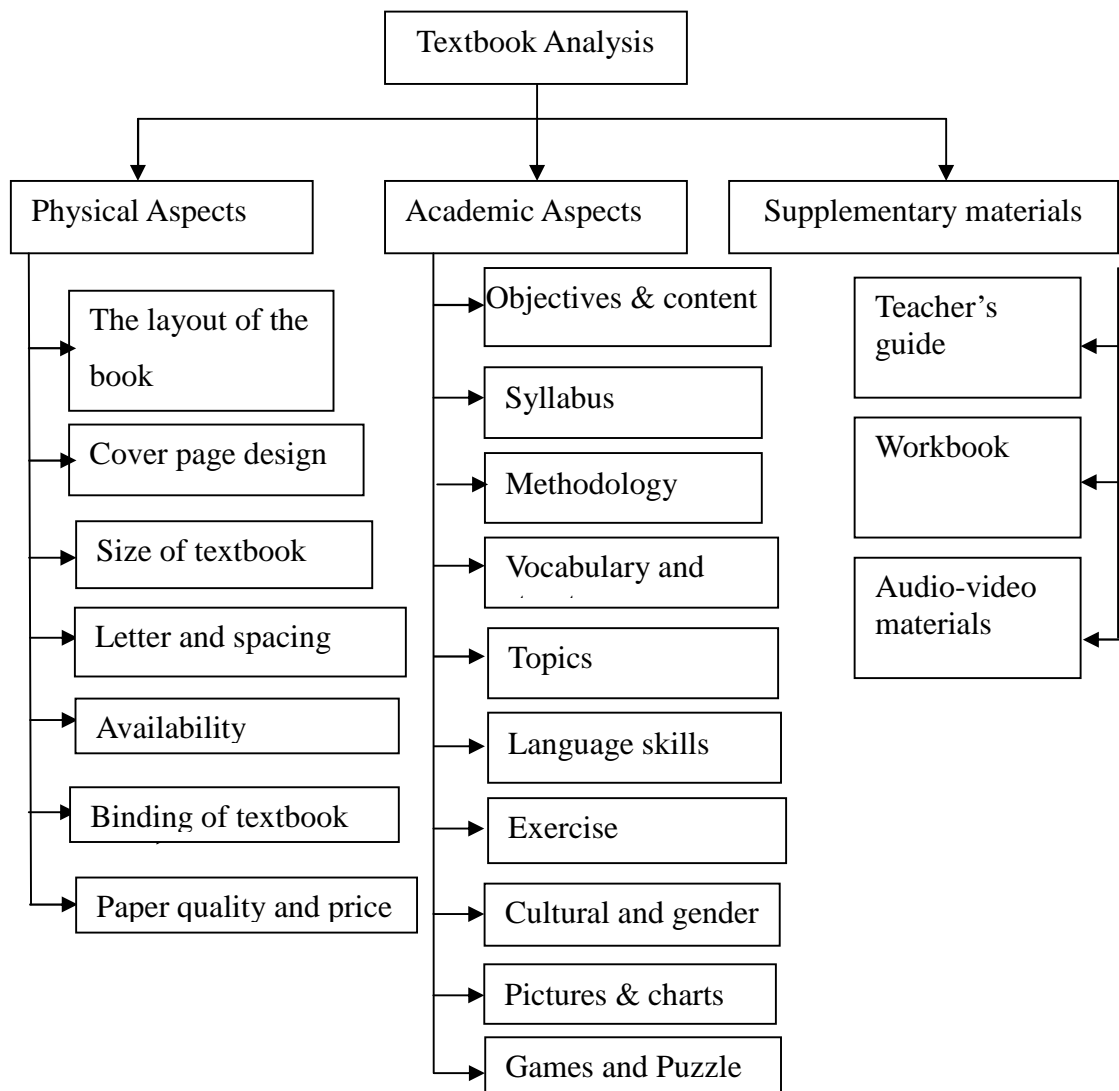 Textbook Analysis
Physical Aspects
The layout of the
book
Cover page design
Size of textbook
Letter and spacing
Availability
Binding of textbook
Paper quality and price
Academic Aspects
Objectives & content
Syllabus
Methodology
Vocabulary and
Topics
Language skills
Exercise
Cultural and gender
Pictures & charts
Games and Puzzle
Supplementary materials
Teacher’s
guide
Workbook
Audio-video
materials